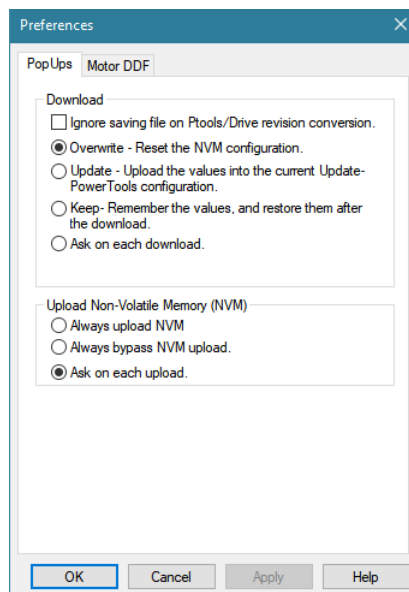 Preferences
PopUps Motor DDF
Download
Ignore saving file on Ptools/Drive revision conversion.
Overwrite - Reset the NVM configuration.
Update - Upload the values into the current Update-
PowerTools configuration.
Keep- Remember the values, and restore them after
the download.
Ask on each download.
Upload Non-Volatile Memory (NVM)
Always upload NVM
Always bypass NVM upload.
Ask on each upload.
OK Cancel Apply Help